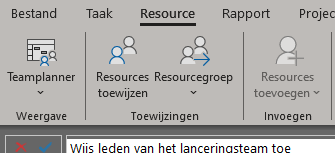 Bestand Taak Resource Rapport Projec
Teamplanner Resources toewijzen Resourcegroep Resources toevoegen
Weergave Toewijzingen Invoegen
Wijs leden van het lanceringsteam toe